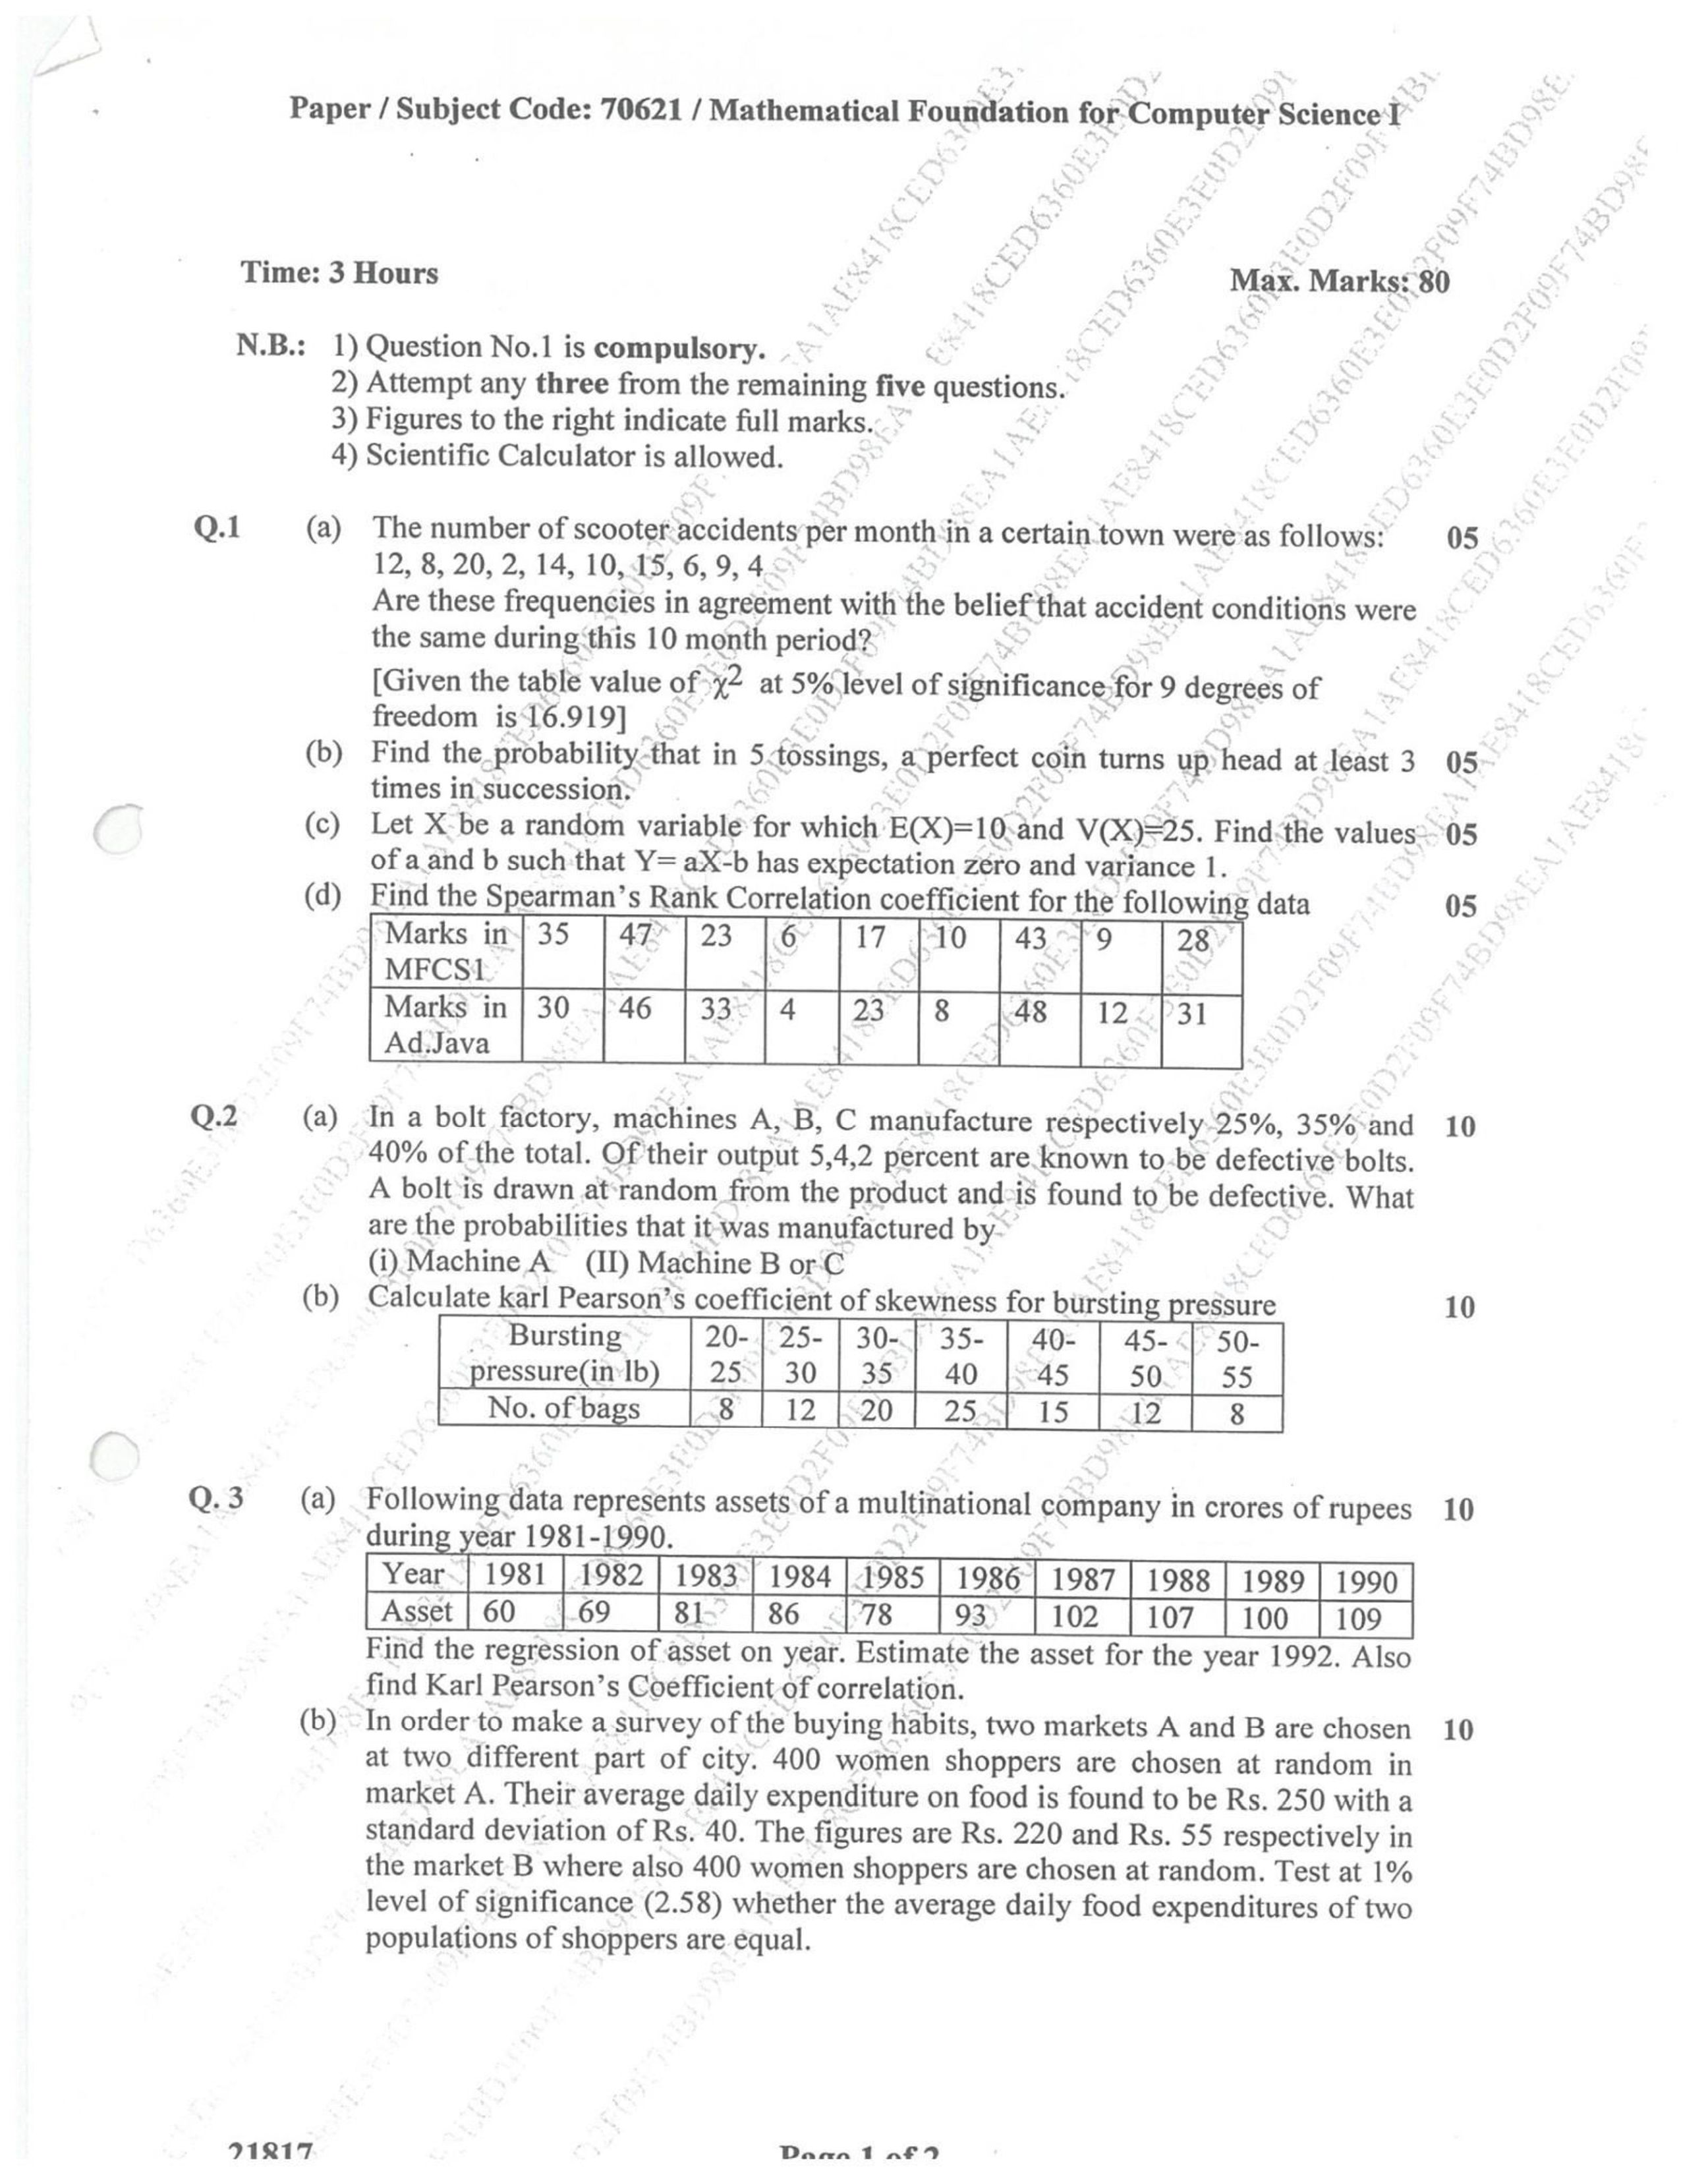 Paper / Subject Code: 70621 / Mathematical Foundation for Computer Science I
Time: 3 Hours Max. Marks: 80
N.B.: 1) Question No.1 is compulsory.
2) Attempt any three from the remaining five questions.
3) Figures to the right indicate full marks.
4) Scientific Calculator is allowed.
Q.1 (a) The number of scooter accidents per month in a certain town were as follows: 05
12, 8, 20, 2, 14, 10, 15, 6, 9, 4
Are these frequencies in agreement with the belief that accident conditions were
the same during this 10 month period?
[Given the table value of χ2 at 5% level of significance for 9 degrees of
freedom is 16.919]
(b) Find the probability that in 5 tossings, a perfect coin turns up head at least 3 05
times in succession.
(c) Let X be a random variable for which E(X)=10 and V(X)=25. Find the values 05
of a and b such that Y= aX-b has expectation zero and variance 1.
(d) Find the Spearman's Rank Correlation coefficient for the following data 05
Marks in 35 47 23 6 17 10 43 9 28
MFCS1
Marks in 30 46 33 4 23 8 48 12 31
Ad.Java
Q.2 (a) In a bolt factory, machines A, B, C manufacture respectively 25%, 35% and 10
40% of the total. Of their output 5,4,2 percent are known to be defective bolts.
A bolt is drawn at random from the product and is found to be defective. What
are the probabilities that it was manufactured by
(i) Machine A (II) Machine B or C
(b) Calculate karl Pearson's coefficient of skewness for bursting pressure 10
Bursting 20- 25- 30- 35- 40- 45- 50-
pressure(in lb) 25 30 35 40 45 50 55
No. of bags 8 12 20 25 15 12 8
Q. 3 (a) Following data represents assets of a multinational company in crores of rupees 10
during year 1981-1990.
Year 1981 1982 1983 1984 1985 1986 1987 1988 1989 1990
Asset 60 69 81 86 78 93 102 107 100 109
Find the regression of asset on year. Estimate the asset for the year 1992. Also
find Karl Pearson's Coefficient of correlation.
(b) In order to make a survey of the buying habits, two markets A and B are chosen 10
at two different part of city. 400 women shoppers are chosen at random in
market A. Their average daily expenditure on food is found to be Rs. 250 with a
standard deviation of Rs. 40. The figures are Rs. 220 and Rs. 55 respectively in
the market B where also 400 women shoppers are chosen at random. Test at 1%
level of significance (2.58) whether the average daily food expenditures of two
populations of shoppers are equal.
21817 Page 1 of 2